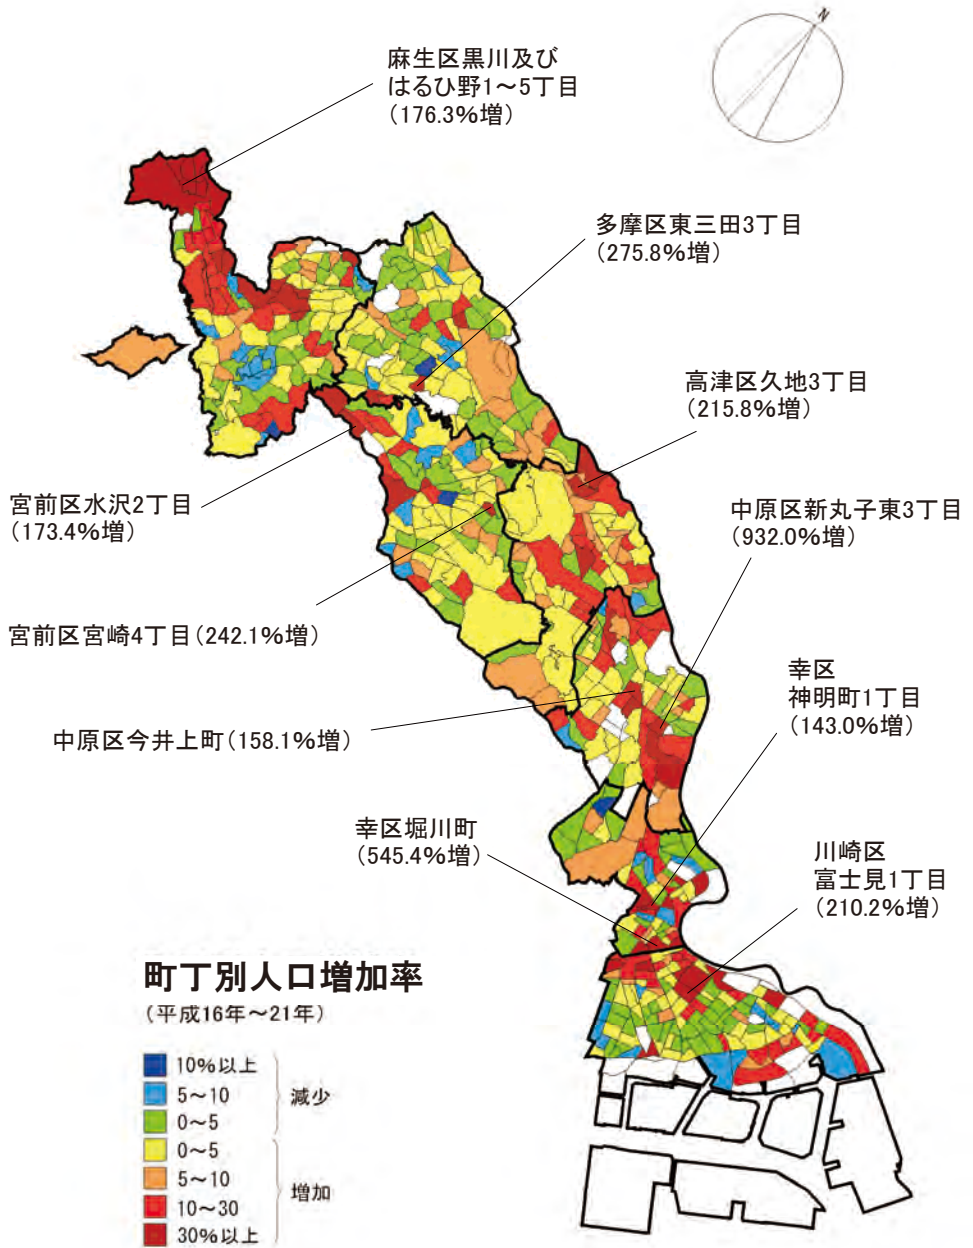 N
麻生区黒川及び
はるひ野1～5丁目
(176.3%増)
多摩区東三田3丁目
(275.8%増)
高津区久地3丁目
(215.8%増)
宮前区水沢2丁目
(173.4%増)
中原区新丸子東3丁目
(932.0%増)
宮前区宮崎4丁目(242.1%増)
幸区
神明町1丁目
(143.0%増)
中原区今井上町(158.1%増)
幸区堀川町
(545.4%増)
川崎区
富士見1丁目
(210.2%増)
町丁別人口増加率
(平成16年～21年)
10%以上
5～10
減少
0～5
0～5
5～10
増加
10～30
30%以上